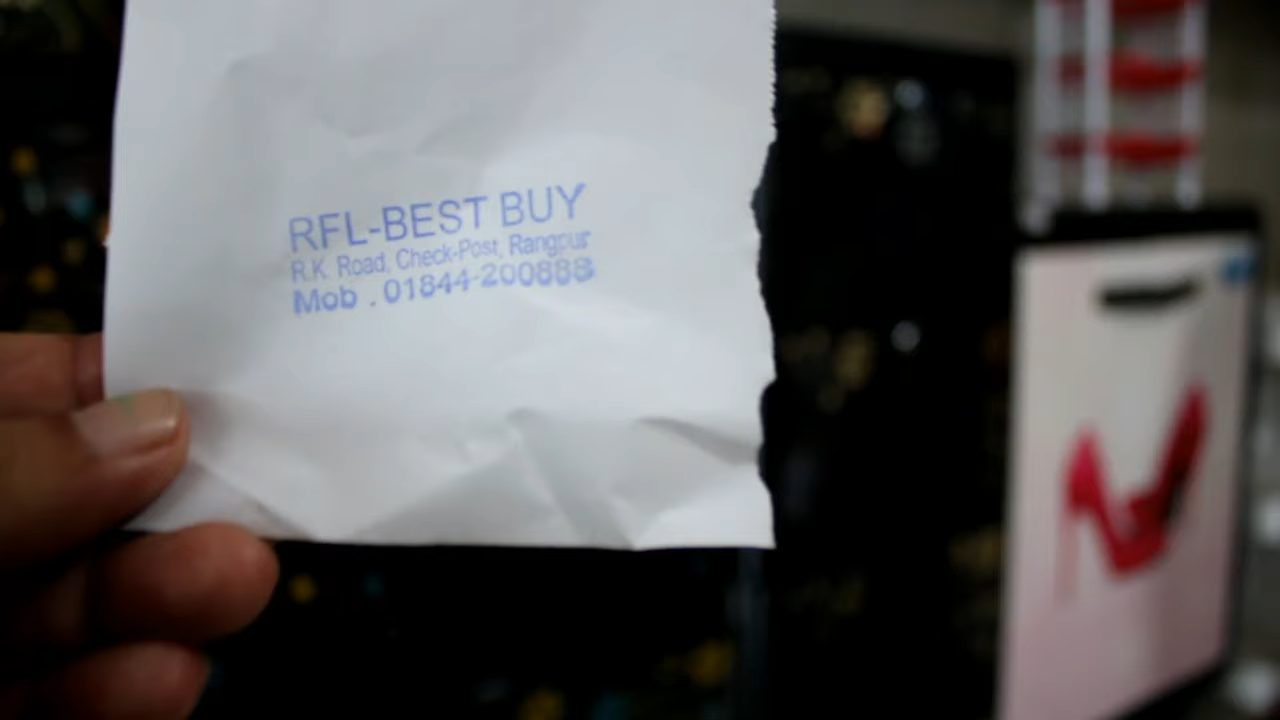 RFL-BEST BUY
R.K. Road, Check-Post, Rangpur
Mob . 01844-200888